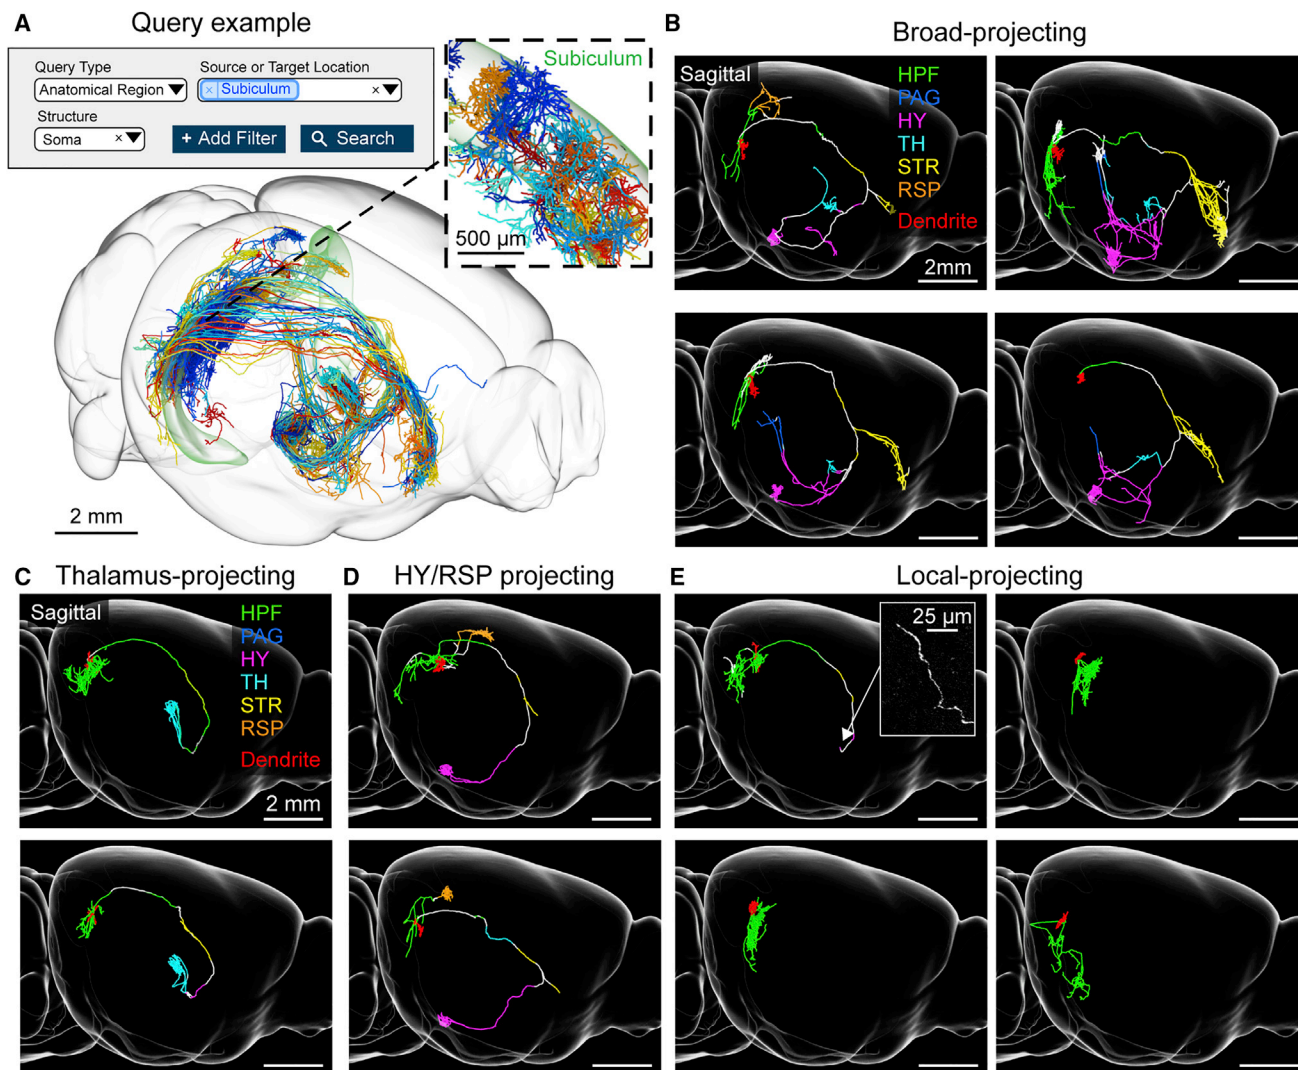 A
Query example
Query Type
Source or Target Location
Anatomical Region
× Subiculum ×
Structure
Soma ×
+ Add Filter
Search
Subiculum
500 µm
2 mm
B
Broad-projecting
Sagittal
HPF
PAG
HY
TH
STR
RSP
Dendrite
2mm
C
Thalamus-projecting
Sagittal
HPF
PAG
HY
TH
STR
RSP
Dendrite
2 mm
D
HY/RSP projecting
E
Local-projecting
25 µm